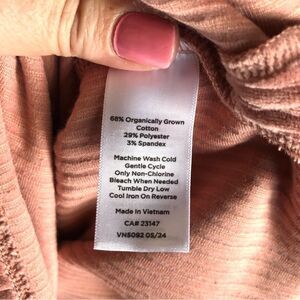 68% Organically Grown
Cotton
29% Polyester
3% Spandex
Machine Wash Cold
Gentle Cycle
Only Non-Chlorine
Bleach When Needed
Tumble Dry Low
Cool Iron On Reverse
Made In Vietnam
CA# 23147
VN5092 05/24